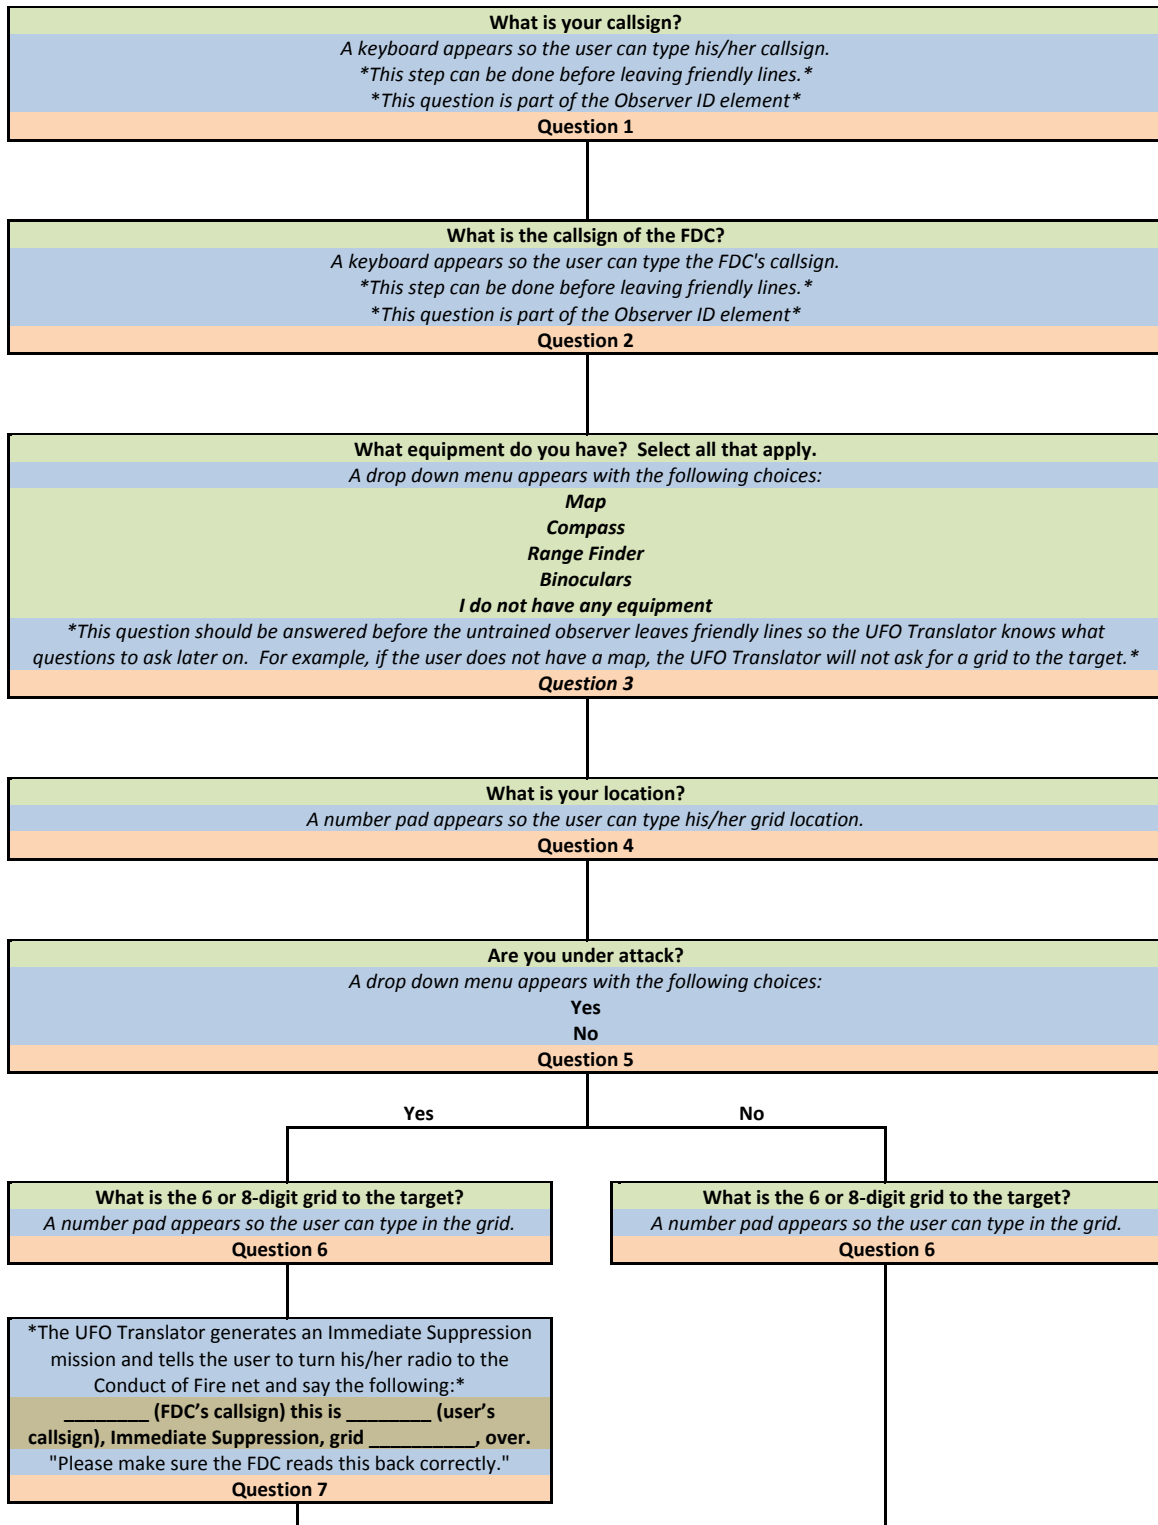 What is your callsign?
A keyboard appears so the user can type his/her callsign.
*This step can be done before leaving friendly lines.*
*This question is part of the Observer ID element*
Question 1
What is the callsign of the FDC?
A keyboard appears so the user can type the FDC's callsign.
*This step can be done before leaving friendly lines.*
*This question is part of the Observer ID element*
Question 2
What equipment do you have?  Select all that apply.
A drop down menu appears with the following choices:
Map
Compass
Range Finder
Binoculars
I do not have any equipment
*This question should be answered before the untrained observer leaves friendly lines so the UFO Translator knows what
questions to ask later on.  For example, if the user does not have a map, the UFO Translator will not ask for a grid to the target.*
Question 3
What is your location?
A number pad appears so the user can type his/her grid location.
Question 4
Are you under attack?
A drop down menu appears with the following choices:
Yes
No
Question 5
Yes
No
What is the 6 or 8-digit grid to the target?
A number pad appears so the user can type in the grid.
Question 6
*The UFO Translator generates an Immediate Suppression
mission and tells the user to turn his/her radio to the
Conduct of Fire net and say the following:*
________ (FDC's callsign) this is ________ (user's
callsign), Immediate Suppression, grid __________, over.
"Please make sure the FDC reads this back correctly."
Question 7
What is the 6 or 8-digit grid to the target?
A number pad appears so the user can type in the grid.
Question 6